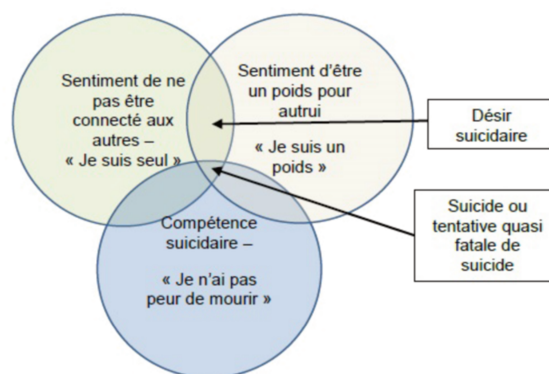 Sentiment de ne
pas être
connecté aux
autres –
« Je suis seul »
Sentiment d'être
un poids pour
autrui
« Je suis un
poids »
Désir
suicidaire
Suicide ou
tentative quasi
fatale de
suicide
Compétence
suicidaire –
« Je n'ai pas
peur de mourir »